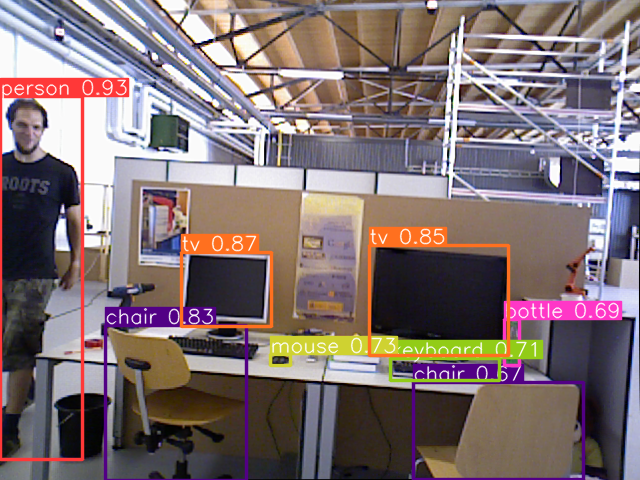 person 0.93
ROOTS
tv 0.87
tv 0.85
chair 0.83
bottle 0.69
mouse 0.73
keyboard 0.71
chair 0.67